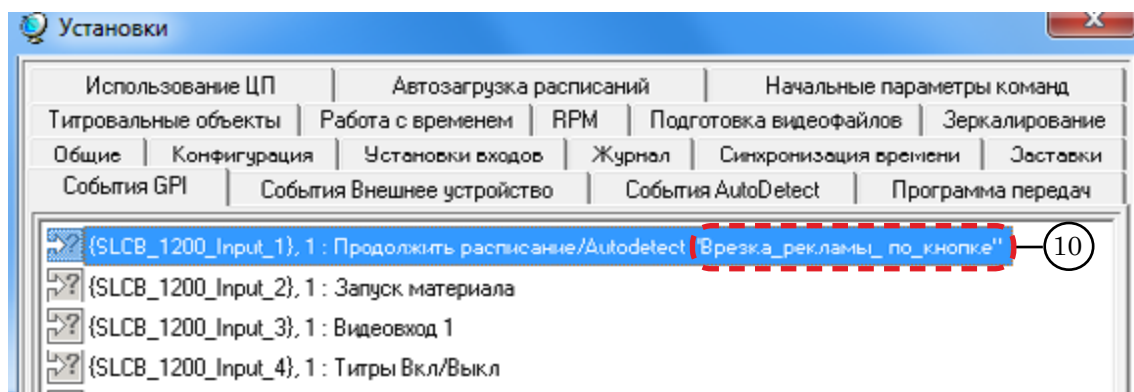 Установки
Использование ЦП Автозагрузка расписаний Начальные параметры команд
Титровальные объекты Работа с временем RPM Подготовка видеофайлов Зеркалирование
Общие Конфигурация Установки входов Журнал Синхронизация времени Заставки
События GPI События Внешнее устройство События AutoDetect Программа передач
{SLCB_1200_Input_1}, 1 : Продолжить расписание/Autodetect "Врезка_рекламы_ по_кнопке" 10
{SLCB_1200_Input_2}, 1 : Запуск материала
{SLCB_1200_Input_3}, 1 : Видеовход 1
{SLCB_1200_Input_4}, 1 : Титры Вкл/Выкл